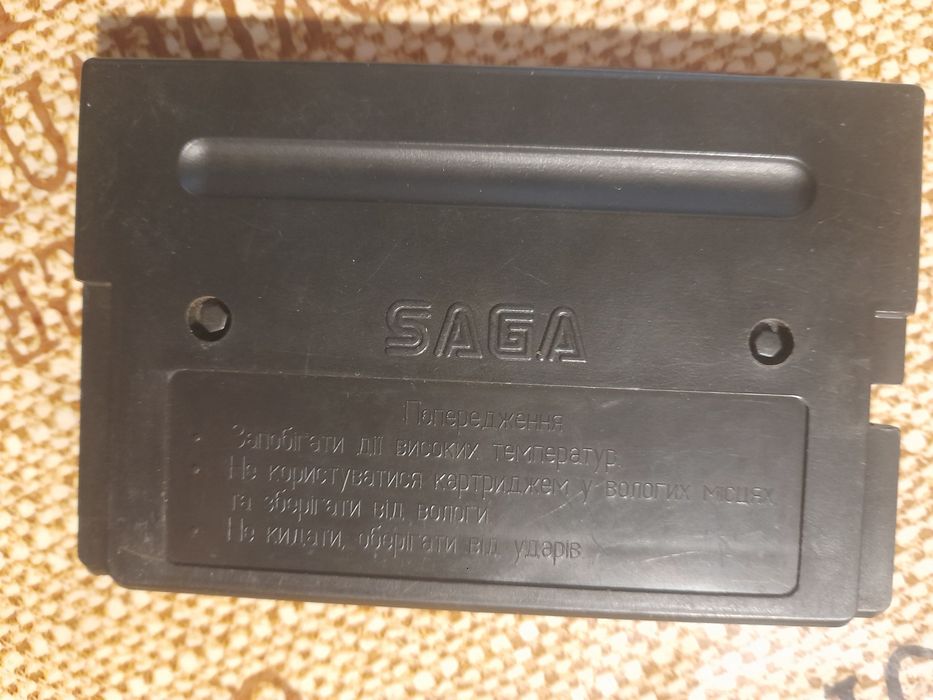 SAGA
Попередження
• Запобігати дії високих температур.
• Не користуватися картриджем у вологих місцях
та зберігати від вологи
• Не кидати, оберігати від ударів